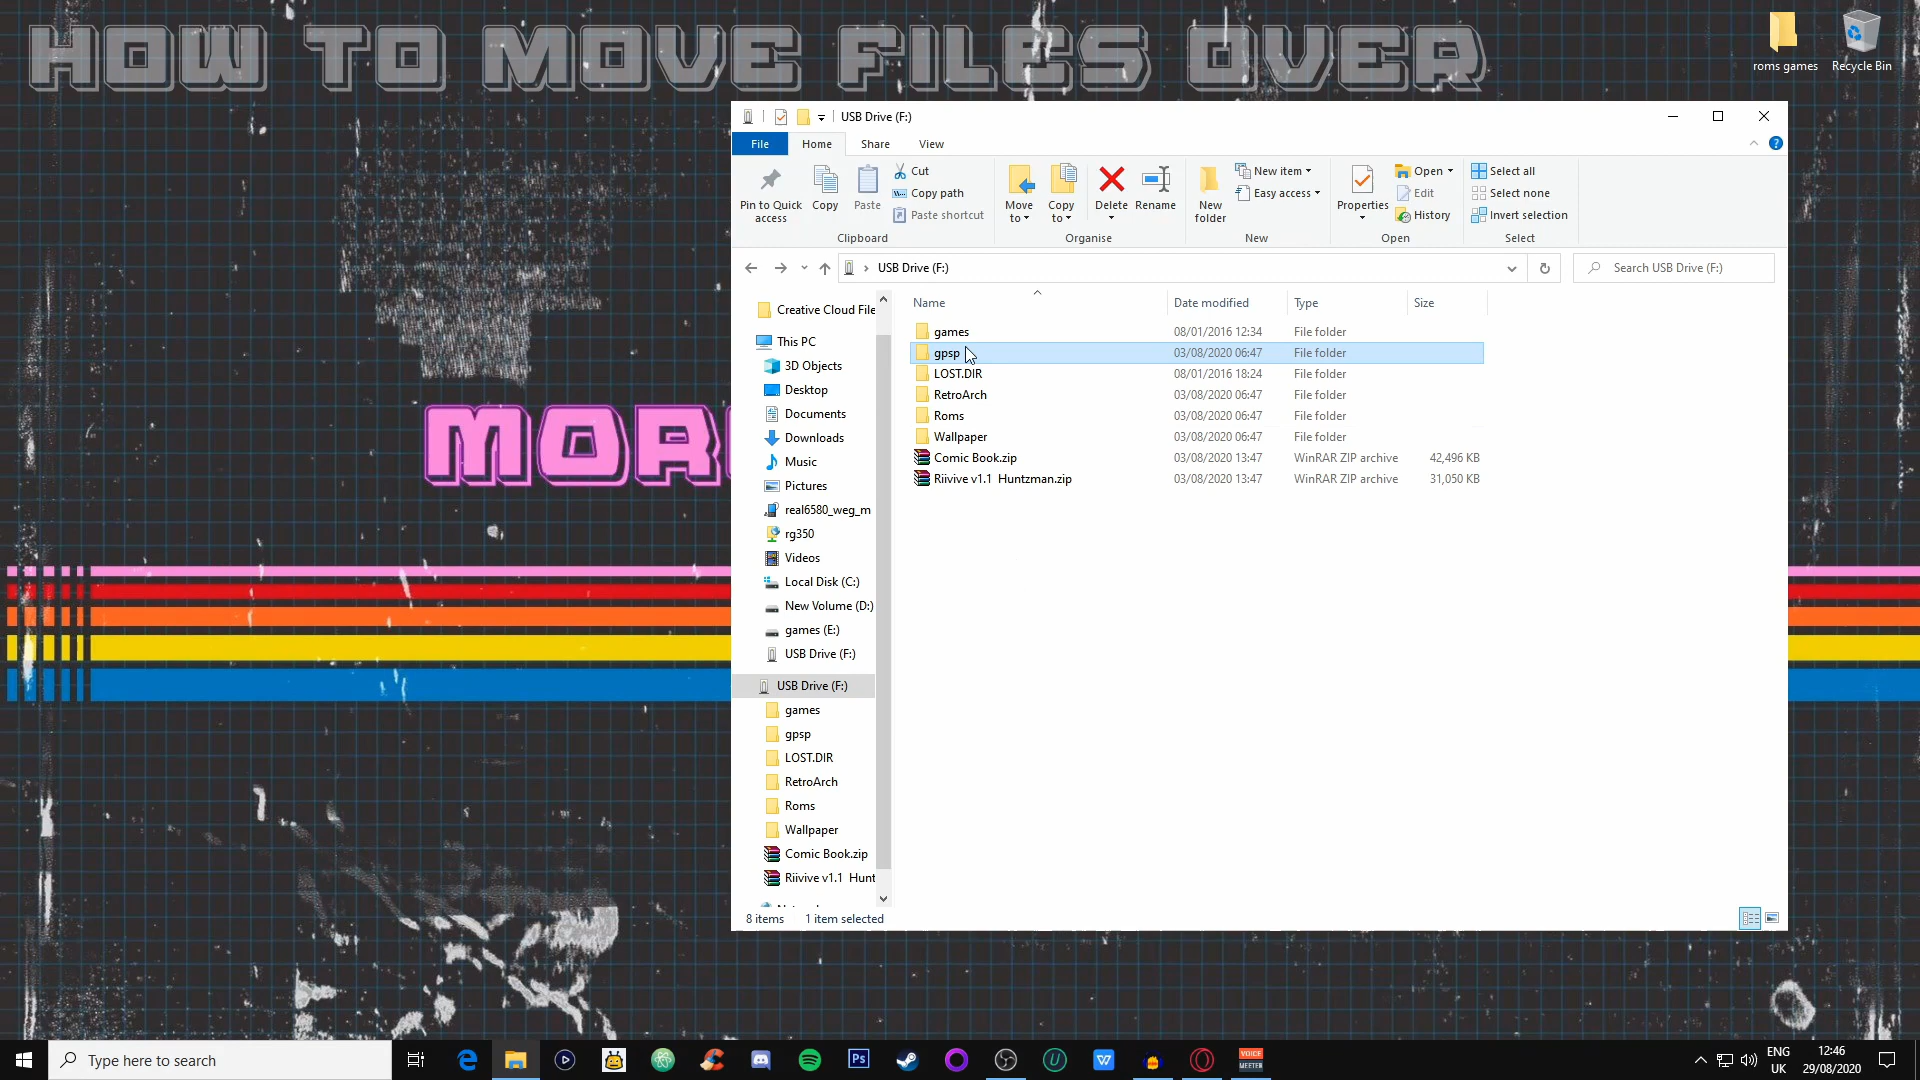 HOW TO MOVE FILES OVER
roms games
Recycle Bin
USB Drive (F:)
File
Home
Share
View
Pin to Quick
access
Copy
Paste
Cut
Copy path
Paste shortcut
Clipboard
Move
to
Copy
to
Delete
Rename
Organise
New
folder
New item
Easy access
New
Properties
Open
Edit
History
Open
Select all
Select none
Invert selection
Select
USB Drive (F:)
Search USB Drive (F:)
Name
Date modified
Type
Size
games 08/01/2016 12:34 File folder
gpsp 03/08/2020 06:47 File folder
LOST.DIR 08/01/2016 18:24 File folder
RetroArch 03/08/2020 06:47 File folder
Roms 03/08/2020 06:47 File folder
Wallpaper 03/08/2020 06:47 File folder
Comic Book.zip 03/08/2020 13:47 WinRAR ZIP archive 42,496 KB
Riivive v1.1 Huntzman.zip 03/08/2020 13:47 WinRAR ZIP archive 31,050 KB
Creative Cloud File
This PC
3D Objects
Desktop
Documents
Downloads
Music
Pictures
real6580_weg_m
rg350
Videos
Local Disk (C:)
New Volume (D:)
games (E:)
USB Drive (F:)
USB Drive (F:)
games
gpsp
LOST.DIR
RetroArch
Roms
Wallpaper
Comic Book.zip
Riivive v1.1 Hunt
8 items
1 item selected
MOR
Type here to search
Ps
VOICE
MEETER
ENG
UK
12:46
29/08/2020